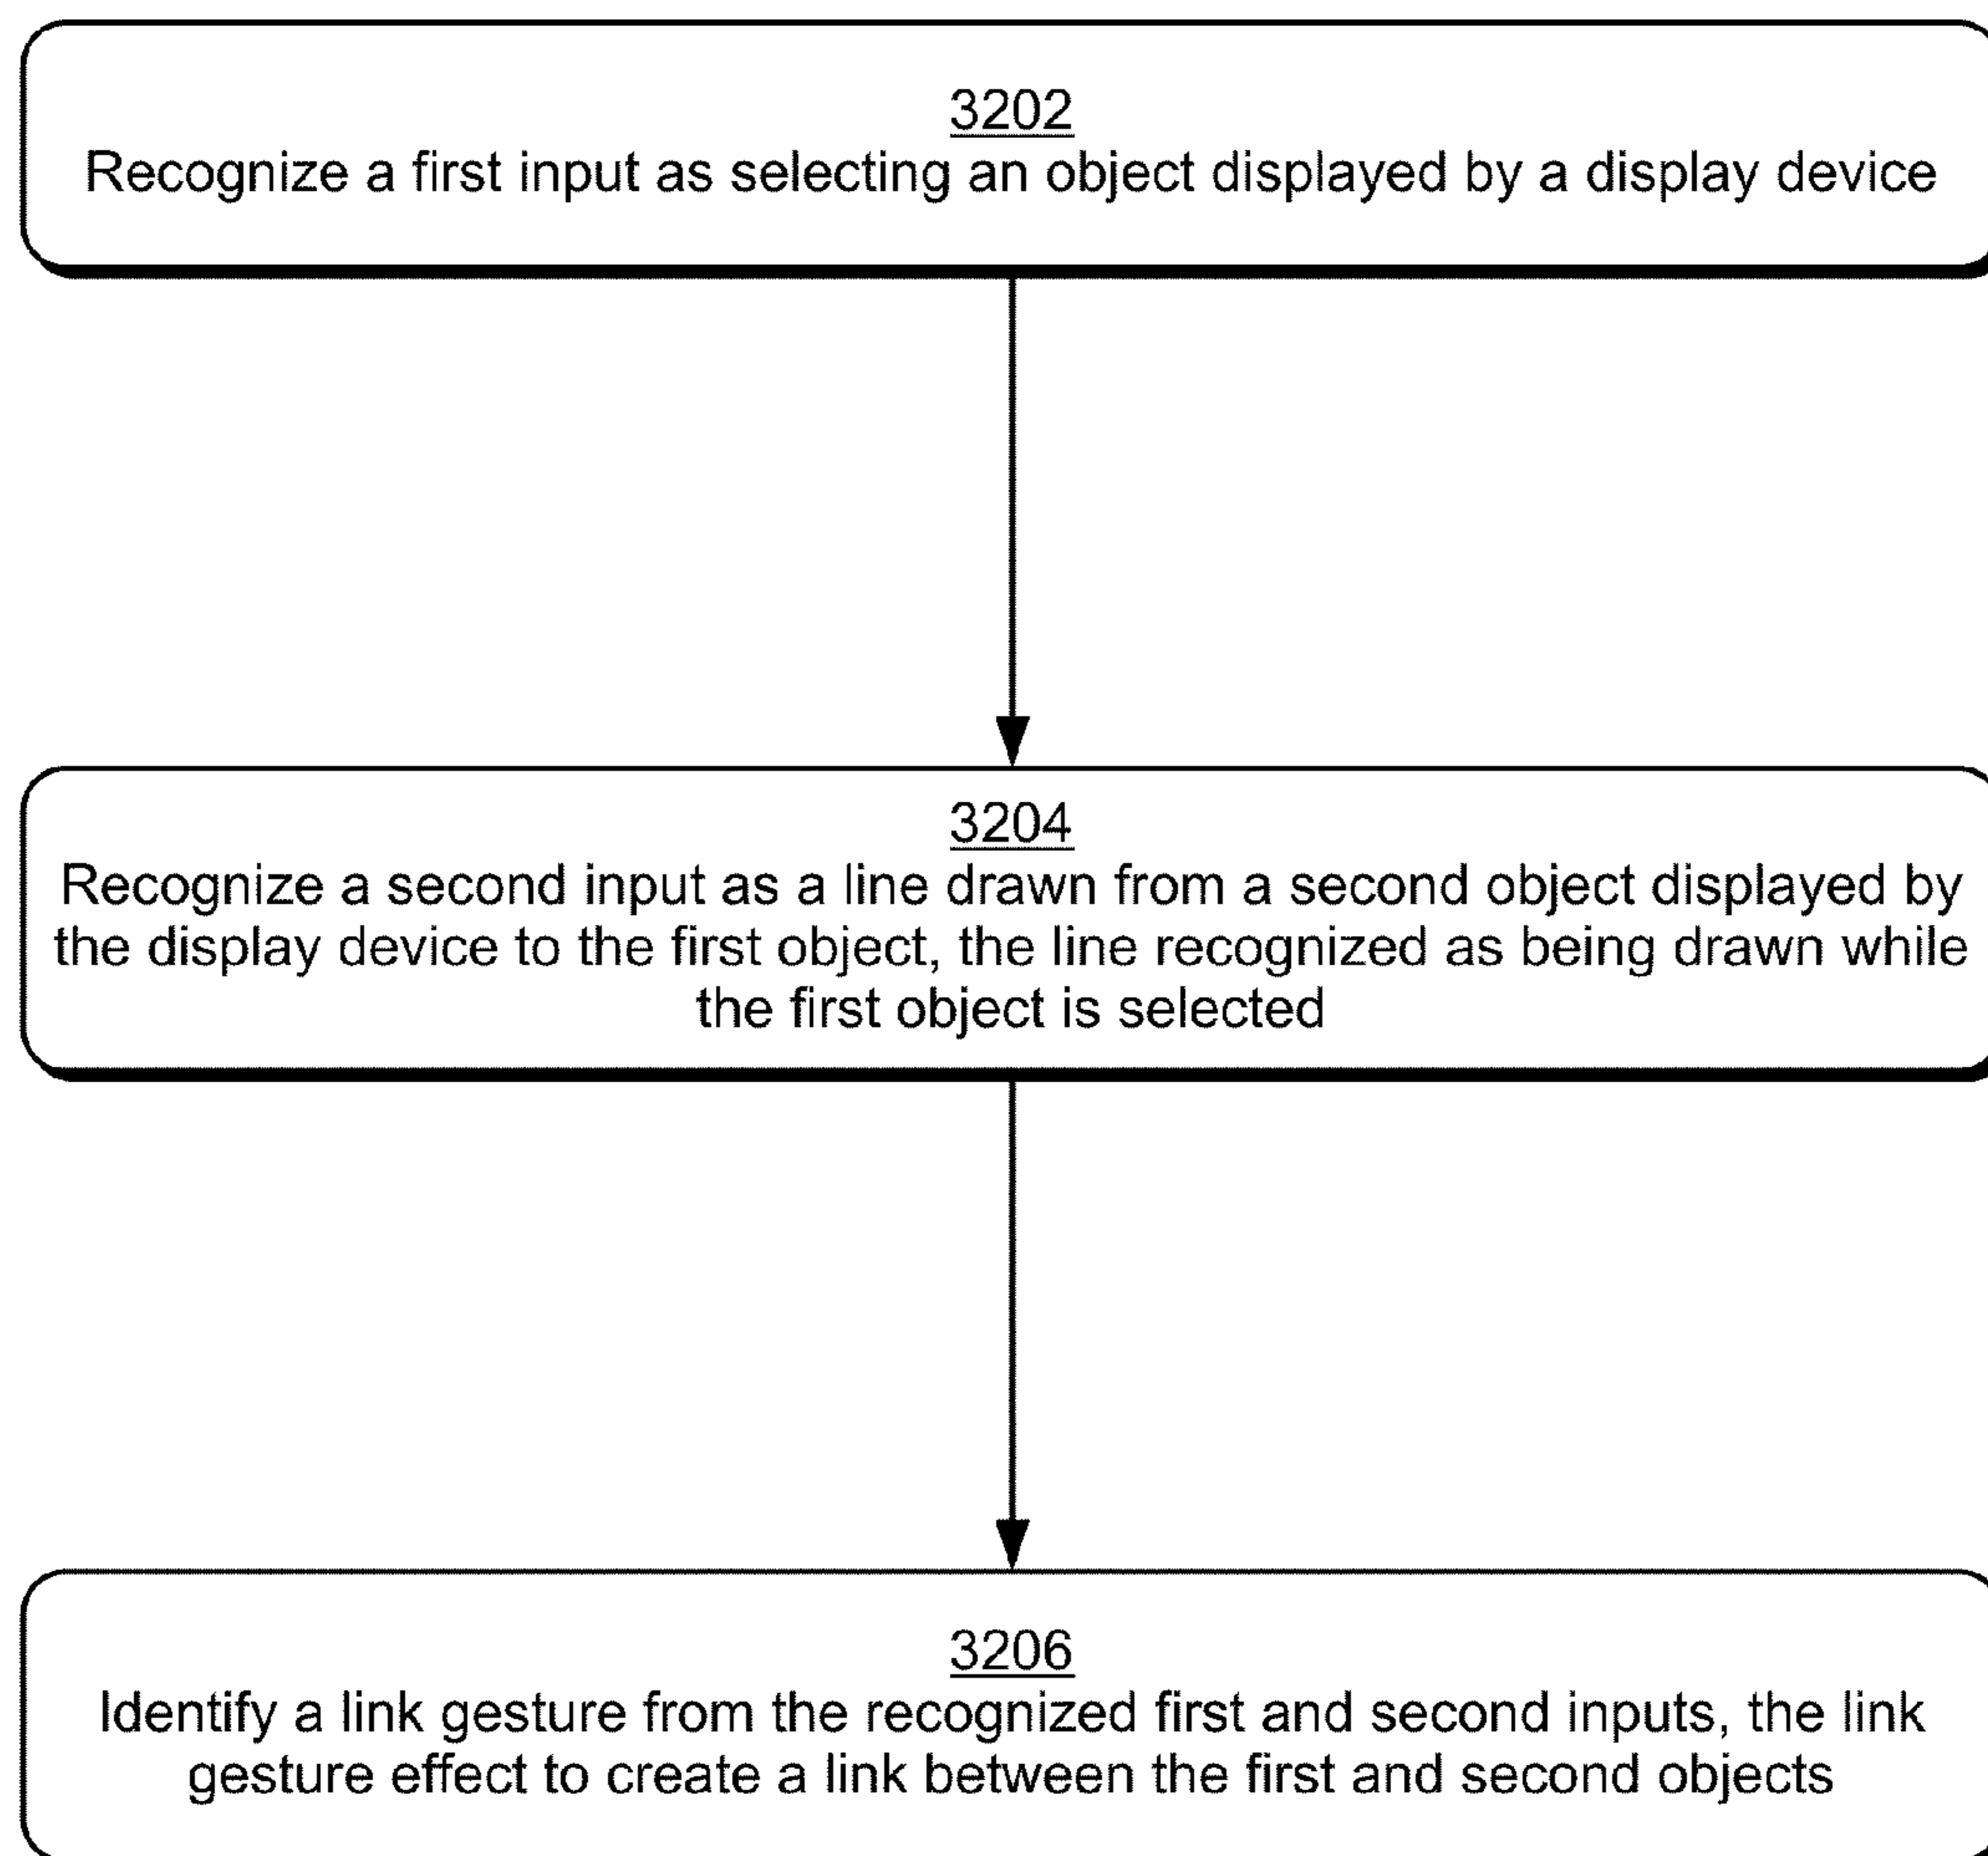 3202
Recognize a first input as selecting an object displayed by a display device
3204
Recognize a second input as a line drawn from a second object displayed by
the display device to the first object, the line recognized as being drawn while
the first object is selected
3206
Identify a link gesture from the recognized first and second inputs, the link
gesture effect to create a link between the first and second objects